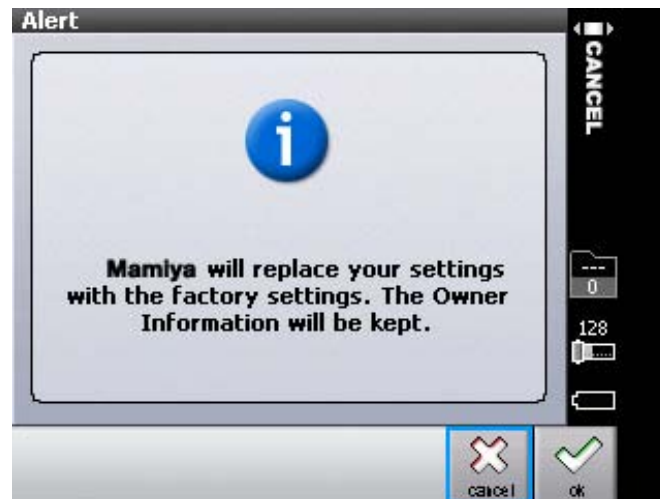 Alert
CANCEL
Mamiya will replace your settings
with the factory settings. The Owner
Information will be kept.
---
0
128
cancel
ok